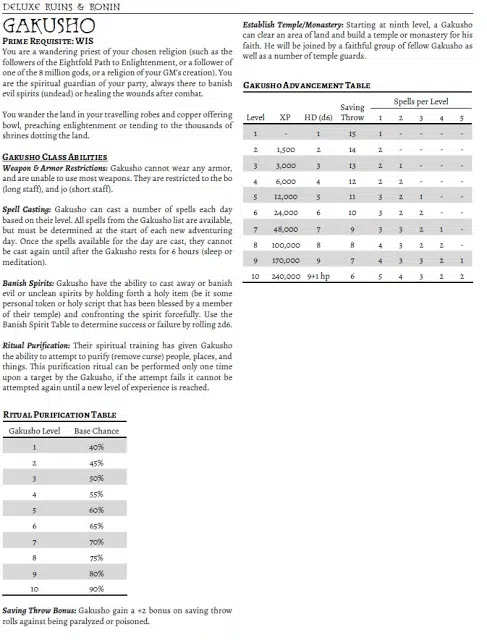 DELUXE RUINS & RONIN
GAKUSHO
PRIME REQUISITE: WIS
You are a wandering priest of your chosen religion (such as the
followers of the Eightfold Path to Enlightenment, or a follower of
one of the 8 million gods, or a religion of your GM's creation). You
are the spiritual guardian of your party, always there to banish
evil spirits (undead) or healing the wounds after combat.
You wander the land in your travelling robes and copper offering
bowl, preaching enlightenment or tending to the thousands of
shrines dotting the land.
GAKUSHO CLASS ABILITIES
Weapon & Armor Restrictions: Gakusho cannot wear any armor,
and are unable to use most weapons. They are restricted to the bo
(long staff), and jo (short staff).
Spell Casting: Gakusho can cast a number of spells each day
based on their level. All spells from the Gakusho list are available,
but must be determined at the start of each new adventuring
day. Once the spells available for the day are cast, they cannot
be cast again until after the Gakusho rests for 6 hours (sleep or
meditation).
Banish Spirits: Gakusho have the ability to cast away or banish
evil or unclean spirits by holding forth a holy item (be it some
personal token or holy script that has been blessed by a member
of their temple) and confronting the spirit forcefully. Use the
Banish Spirit Table to determine success or failure by rolling 2d6.
Ritual Purification: Their spiritual training has given Gakusho
the ability to attempt to purify (remove curse) people, places, and
things. This purification ritual can be performed only one time
upon a target by the Gakusho, if the attempt fails it cannot be
attempted again until a new level of experience is reached.
RITUAL PURIFICATION TABLE
Gakusho Level Base Chance
1 40%
2 45%
3 50%
4 55%
5 60%
6 65%
7 70%
8 75%
9 80%
10 90%
Saving Throw Bonus: Gakusho gain a +2 bonus on saving throw
rolls against being paralyzed or poisoned.
Establish Temple/Monastery: Starting at ninth level, a Gakusho
can clear an area of land and build a temple or monastery for his
faith. He will be joined by a faithful group of fellow Gakusho as
well as a number of temple guards.
GAKUSHO ADVANCEMENT TABLE
Saving Spells per Level
Level XP HD (d6) Throw 1 2 3 4 5
1 - 1 15 1 - - - -
2 1,500 2 14 2 - - - -
3 3,000 3 13 2 1 - - -
4 6,000 4 12 2 2 - - -
5 12,000 5 11 3 2 1 - -
6 24,000 6 10 3 2 2 - -
7 48,000 7 9 3 3 2 1 -
8 100,000 8 8 4 3 2 2 -
9 170,000 9 7 4 3 3 2 1
10 240,000 9+1 hp 6 5 4 3 2 2